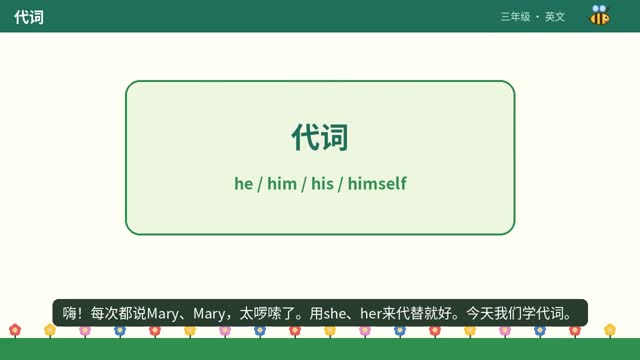 代词
三年级 · 英文
代词
he / him / his / himself
嗨！每次都说Mary、Mary，太啰嗦了。用she、her来代替就好。今天我们学代词。